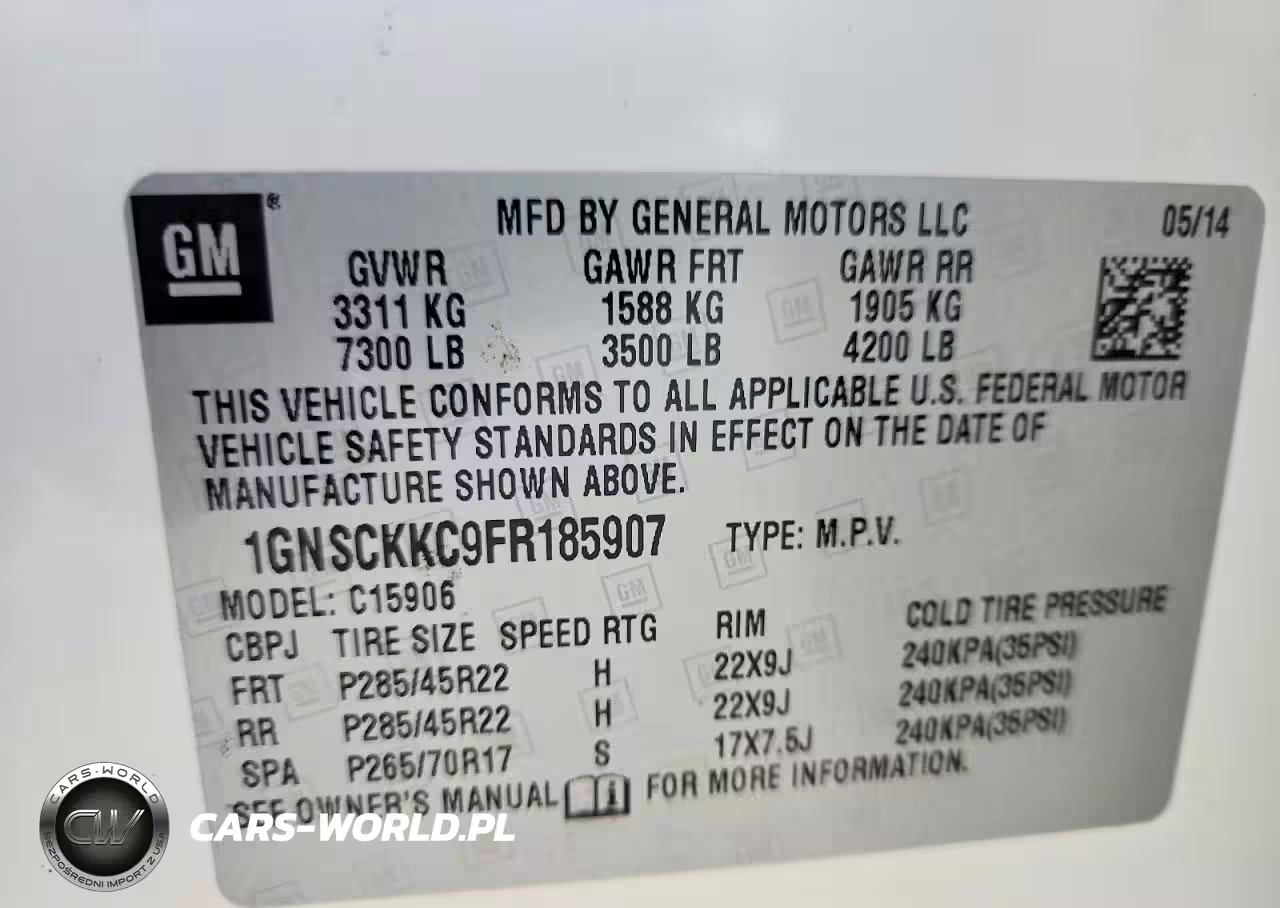 GM®
MFD BY GENERAL MOTORS LLC 05/14
GVWR GAWR FRT GAWR RR
3311 KG 1588 KG 1905 KG
7300 LB 3500 LB 4200 LB
THIS VEHICLE CONFORMS TO ALL APPLICABLE U.S. FEDERAL MOTOR
VEHICLE SAFETY STANDARDS IN EFFECT ON THE DATE OF
MANUFACTURE SHOWN ABOVE.
1GNSCKKC9FR185907 TYPE: M.P.V.
MODEL: C15906
CBPJ TIRE SIZE SPEED RTG RIM COLD TIRE PRESSURE
FRT P285/45R22 H 22X9J 240KPA(35PSI)
RR P285/45R22 H 22X9J 240KPA(35PSI)
SPA P265/70R17 S 17X7.5J 240KPA(35PSI)
SEE OWNER'S MANUAL FOR MORE INFORMATION.
CARS-WORLD
CW
BEZPOŚREDNI IMPORT Z USA
CARS-WORLD.PL